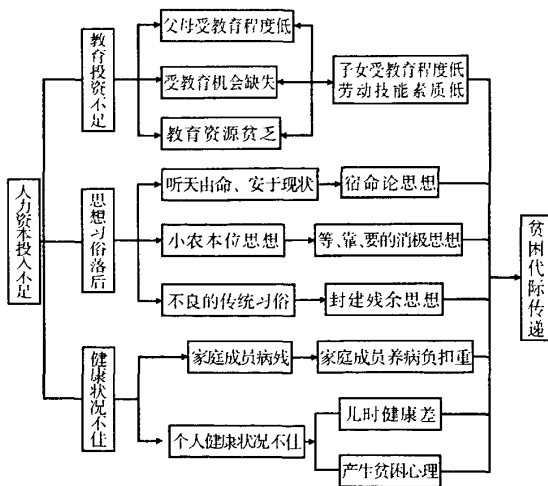 人力资本投入不足
教育投资不足
父母受教育程度低
受教育机会缺失
教育资源贫乏
子女受教育程度低
劳动技能素质低
思想习俗落后
听天由命、安于现状
宿命论思想
小农本位思想
等、靠、要的消极思想
不良的传统习俗
封建残余思想
健康状况不佳
家庭成员病残
家庭成员养病负担重
个人健康状况不佳
儿时健康差
产生贫困心理
贫困代际传递